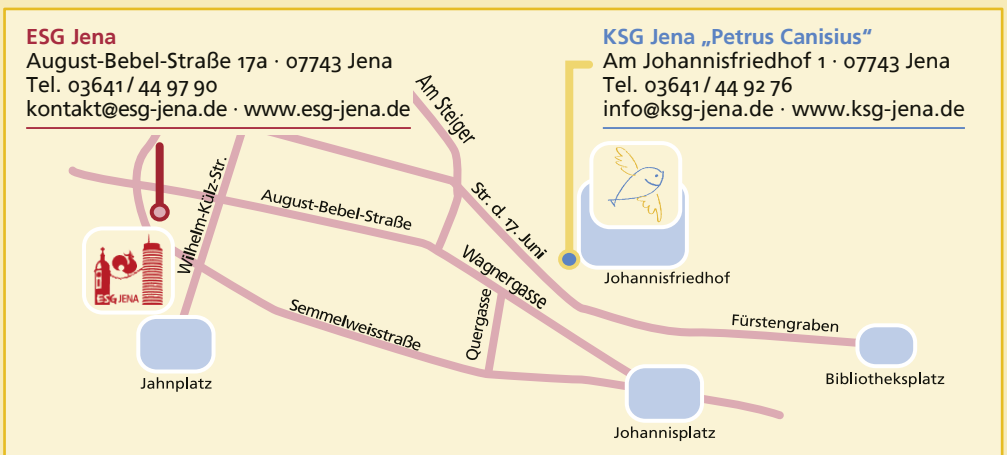 ESG Jena
August-Bebel-Straße 17a · 07743 Jena
Tel. 03641 / 44 97 90
kontakt@esg-jena.de · www.esg-jena.de
KSG Jena „Petrus Canisius“
Am Johannisfriedhof 1 · 07743 Jena
Tel. 03641 / 44 92 76
info@ksg-jena.de · www.ksg-jena.de
Am Steiger
Wilhelm-Külz-Str.
August-Bebel-Straße
Str. d. 17. Juni
Wagnergasse
Johannisfriedhof
ESG JENA
Semmelweisstraße
Quergasse
Fürstengraben
Jahnplatz
Bibliotheksplatz
Johannisplatz